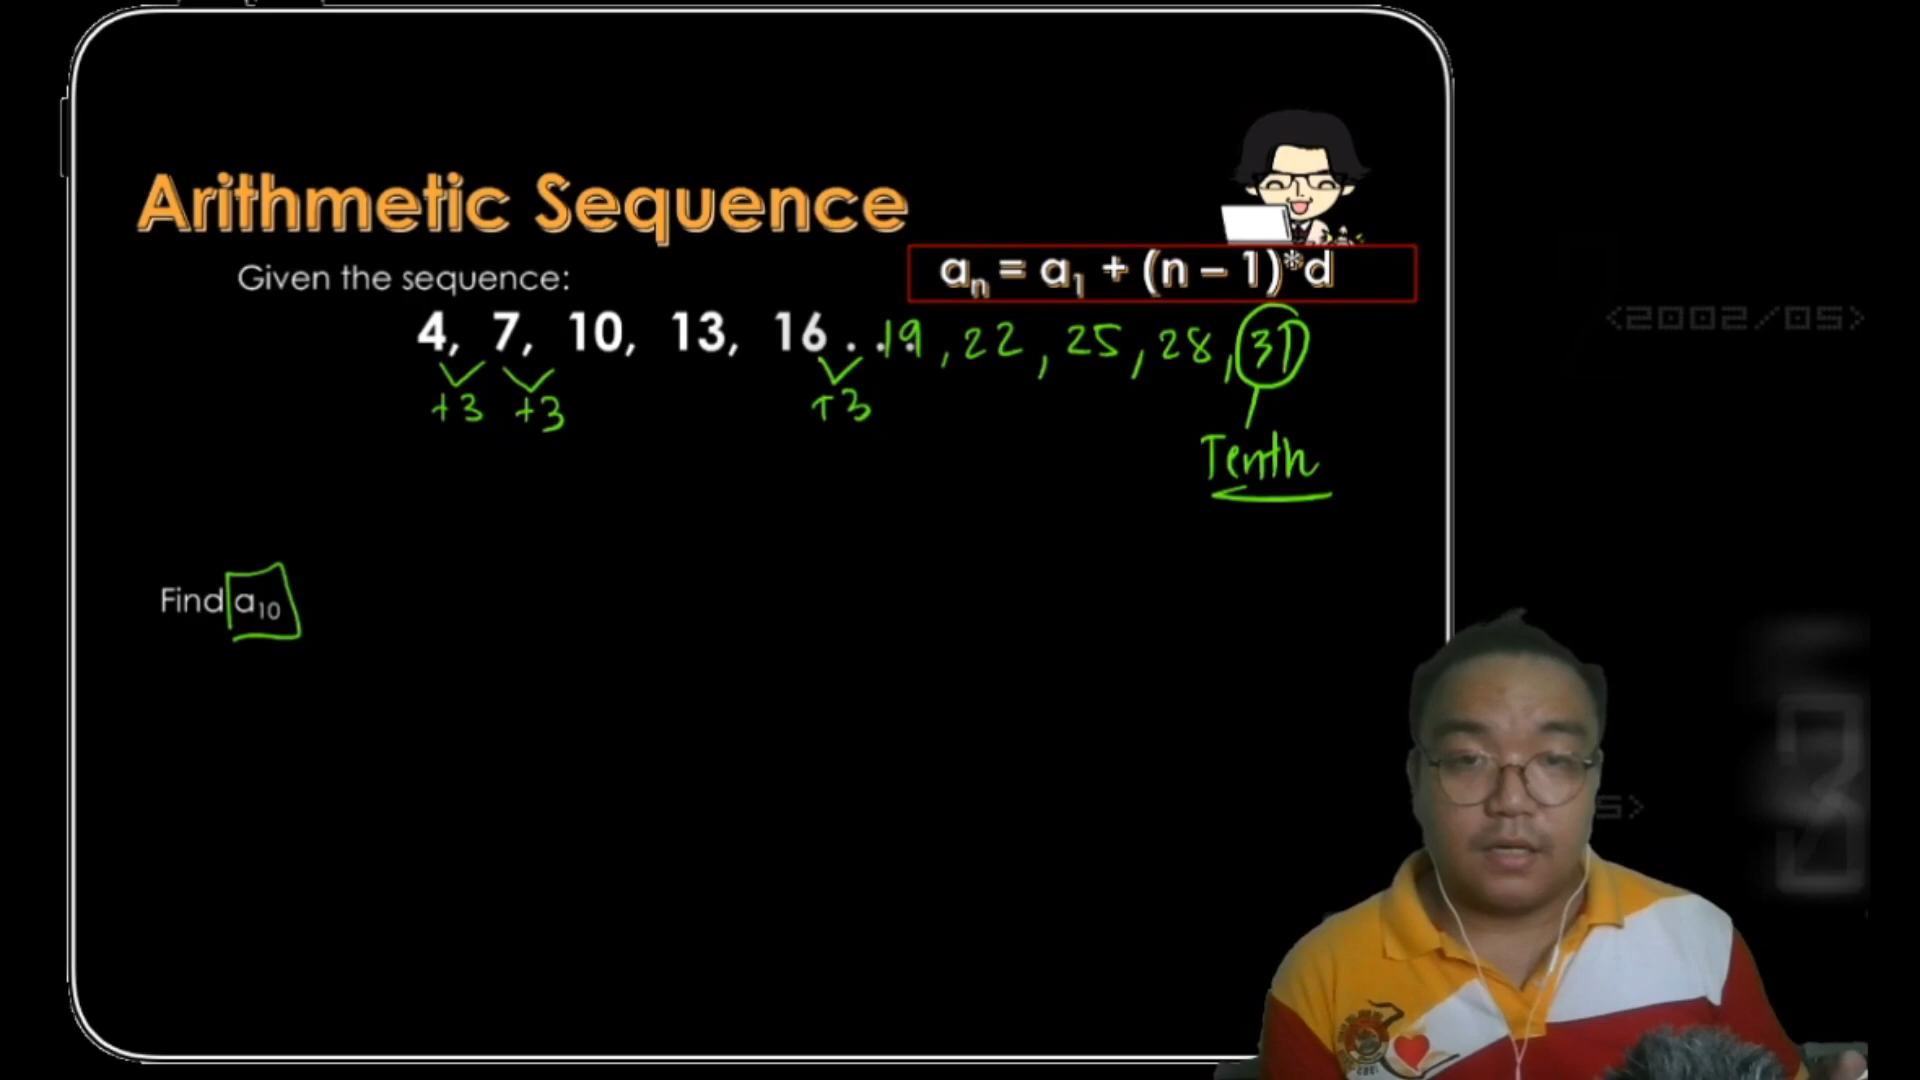 Arithmetic Sequence
Given the sequence:
aₙ = a₁ + (n – 1)*d
4, 7, 10, 13, 16 . . . 19, 22, 25, 28, 31
+3 +3 +3
Tenth
Find a₁₀
<2002/05>
5>